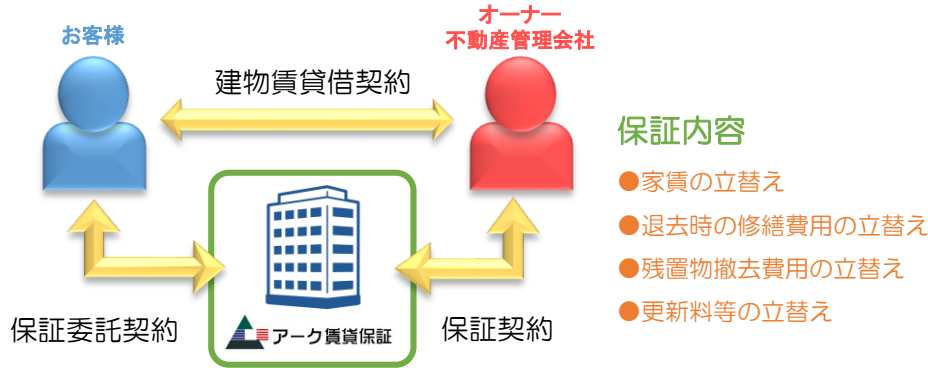 お客様
オーナー
不動産管理会社
建物賃貸借契約
保証内容
●家賃の立替え
●退去時の修繕費用の立替え
●残置物撤去費用の立替え
●更新料等の立替え
保証委託契約
アーク賃貸保証
保証契約